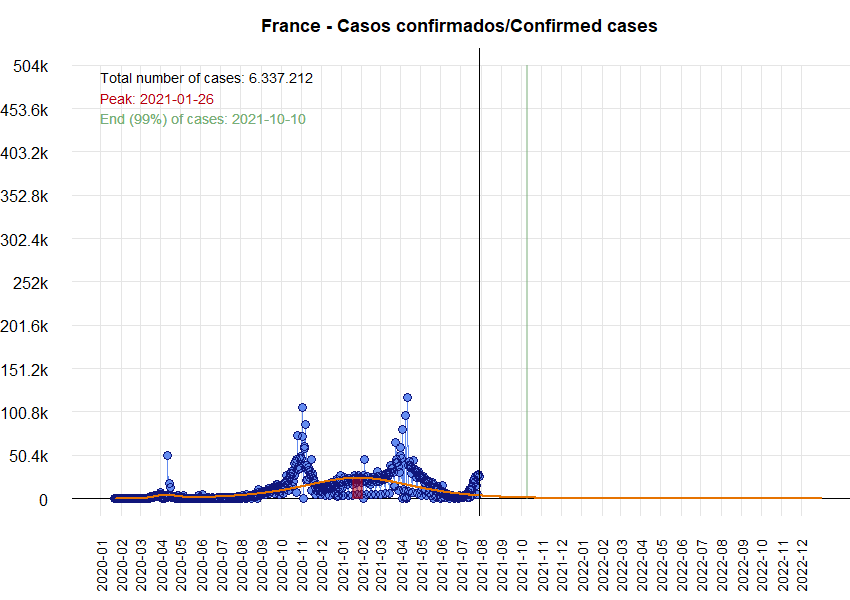 France - Casos confirmados/Confirmed cases
504k
453.6k
403.2k
352.8k
302.4k
252k
201.6k
151.2k
100.8k
50.4k
0
Total number of cases: 6.337.212
Peak: 2021-01-26
End (99%) of cases: 2021-10-10
2020-01
2020-02
2020-03
2020-04
2020-05
2020-06
2020-07
2020-08
2020-09
2020-10
2020-11
2020-12
2021-01
2021-02
2021-03
2021-04
2021-05
2021-06
2021-07
2021-08
2021-09
2021-10
2021-11
2021-12
2022-01
2022-02
2022-03
2022-04
2022-05
2022-06
2022-07
2022-08
2022-09
2022-10
2022-11
2022-12